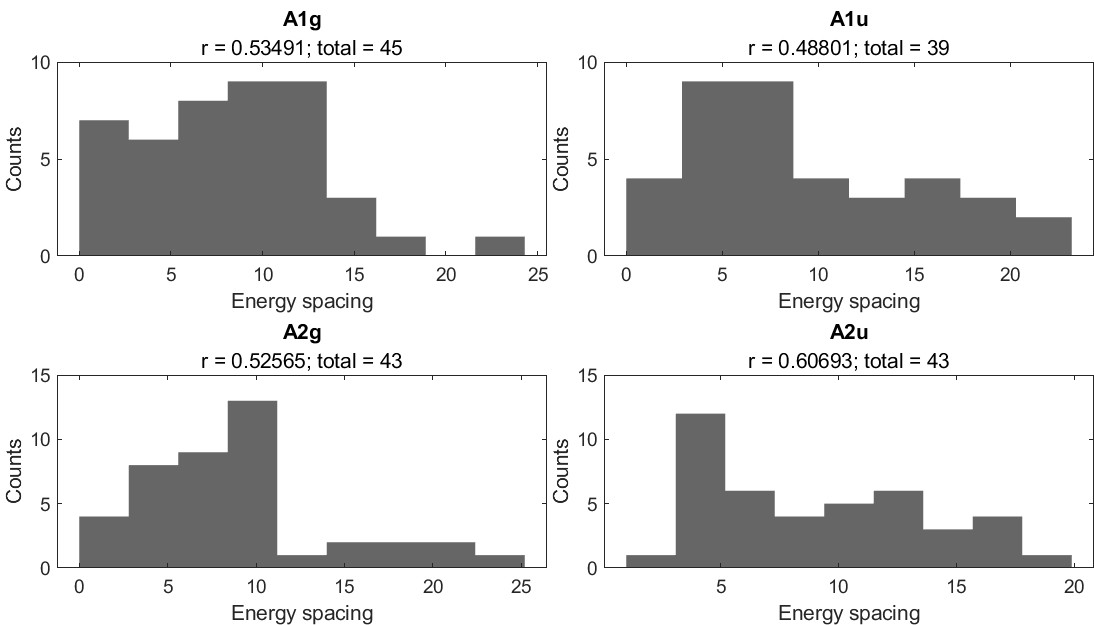 A1g
r = 0.53491; total = 45
10
5
0
Counts
0 5 10 15 20 25
Energy spacing
A1u
r = 0.48801; total = 39
10
5
0
Counts
0 5 10 15 20
Energy spacing
A2g
r = 0.52565; total = 43
15
10
5
0
Counts
0 5 10 15 20 25
Energy spacing
A2u
r = 0.60693; total = 43
15
10
5
0
Counts
5 10 15 20
Energy spacing